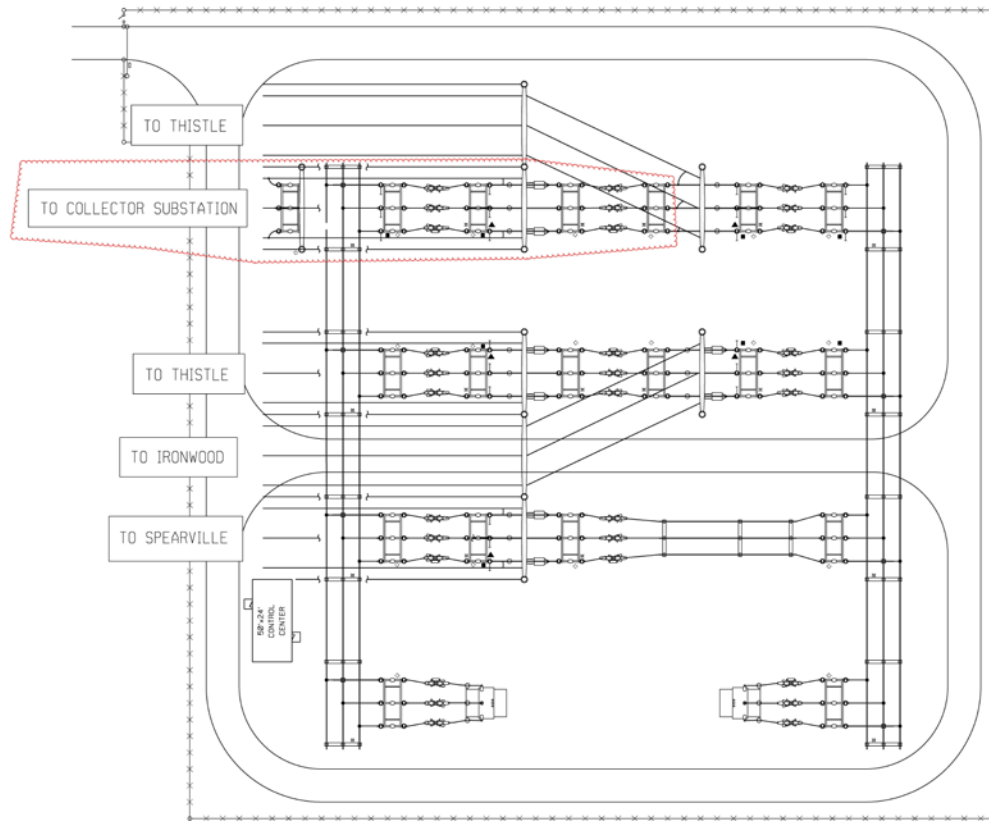 TO THISTLE
TO COLLECTOR SUBSTATION
TO THISTLE
TO IRONWOOD
TO SPEARVILLE
50'x24'
CONTROL
CENTER